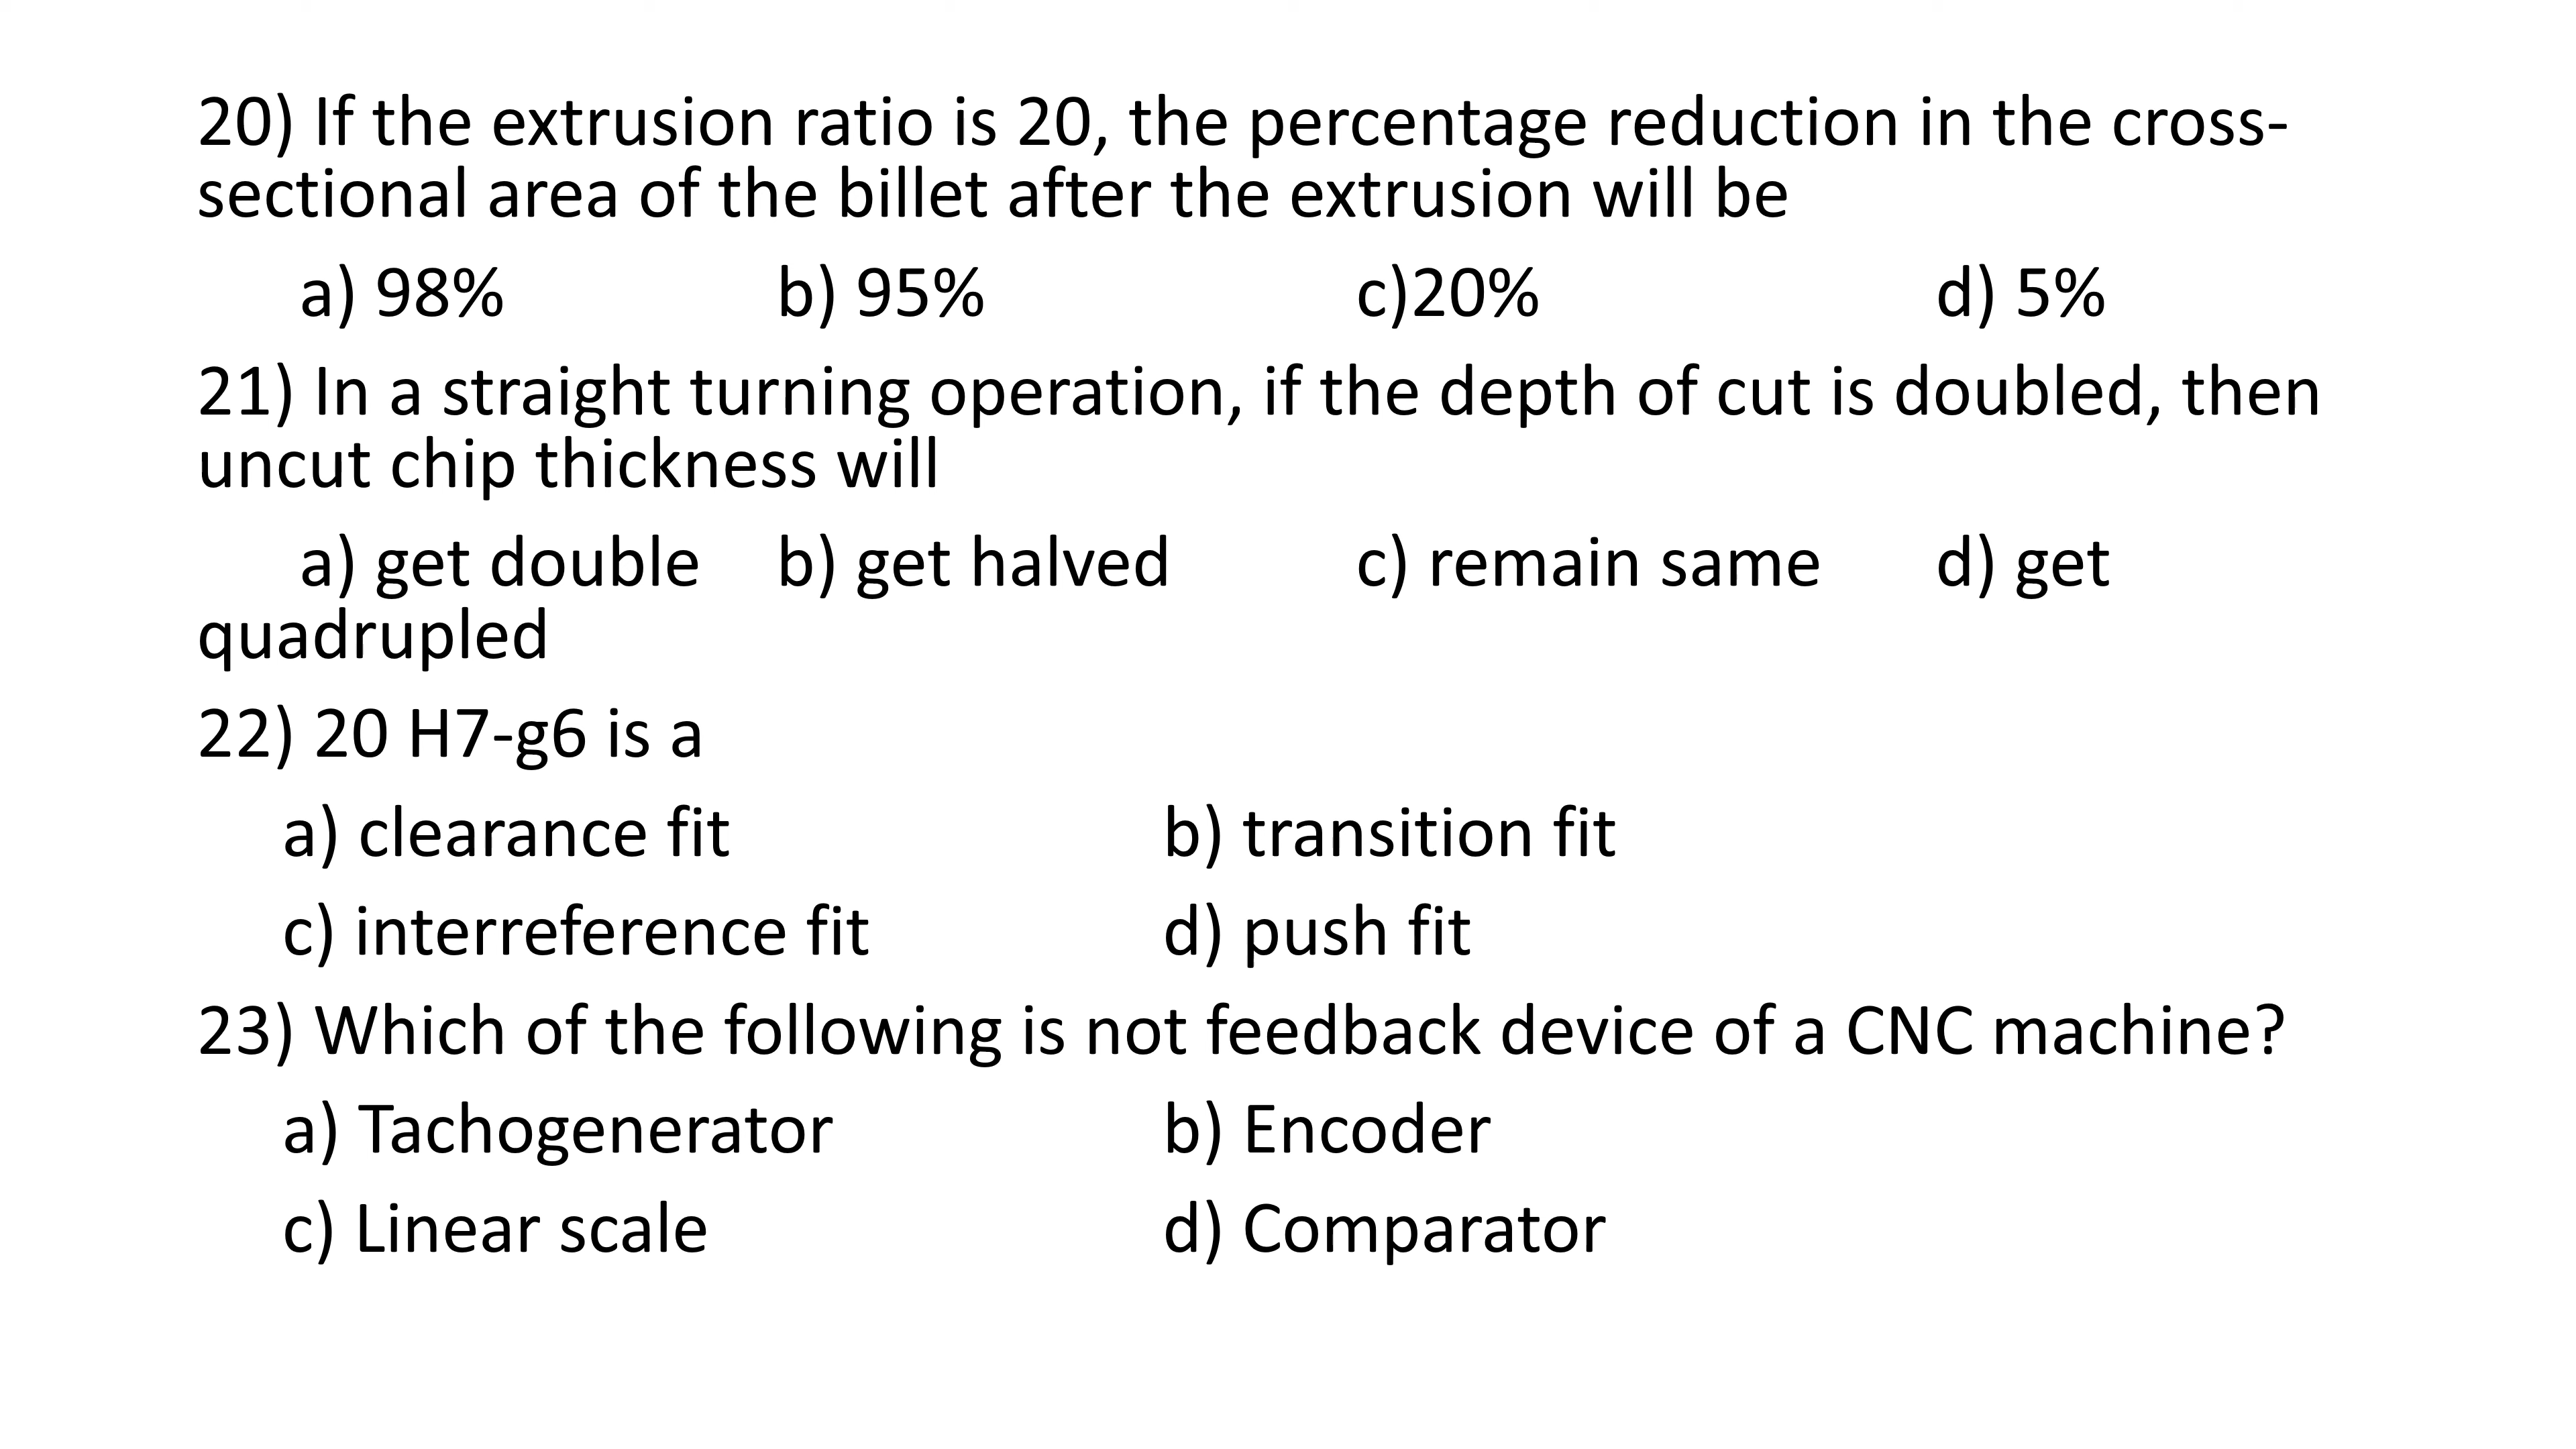 20) If the extrusion ratio is 20, the percentage reduction in the cross-
sectional area of the billet after the extrusion will be
a) 98% b) 95% c)20% d) 5%
21) In a straight turning operation, if the depth of cut is doubled, then
uncut chip thickness will
a) get double b) get halved c) remain same d) get
quadrupled
22) 20 H7-g6 is a
a) clearance fit b) transition fit
c) interreference fit d) push fit
23) Which of the following is not feedback device of a CNC machine?
a) Tachogenerator b) Encoder
c) Linear scale d) Comparator